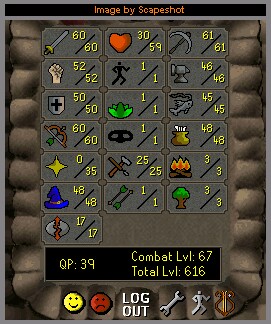 Image by Scapeshot
60/60 30/59 61/61
52/52 1/1 46/46
50/50 1/1 45/45
60/60 1/1 48/48
0/35 25/25 3/3
48/48 1/1 3/3
17/17
QP: 39
Combat Lvl: 67
Total Lvl: 616
LOG
OUT